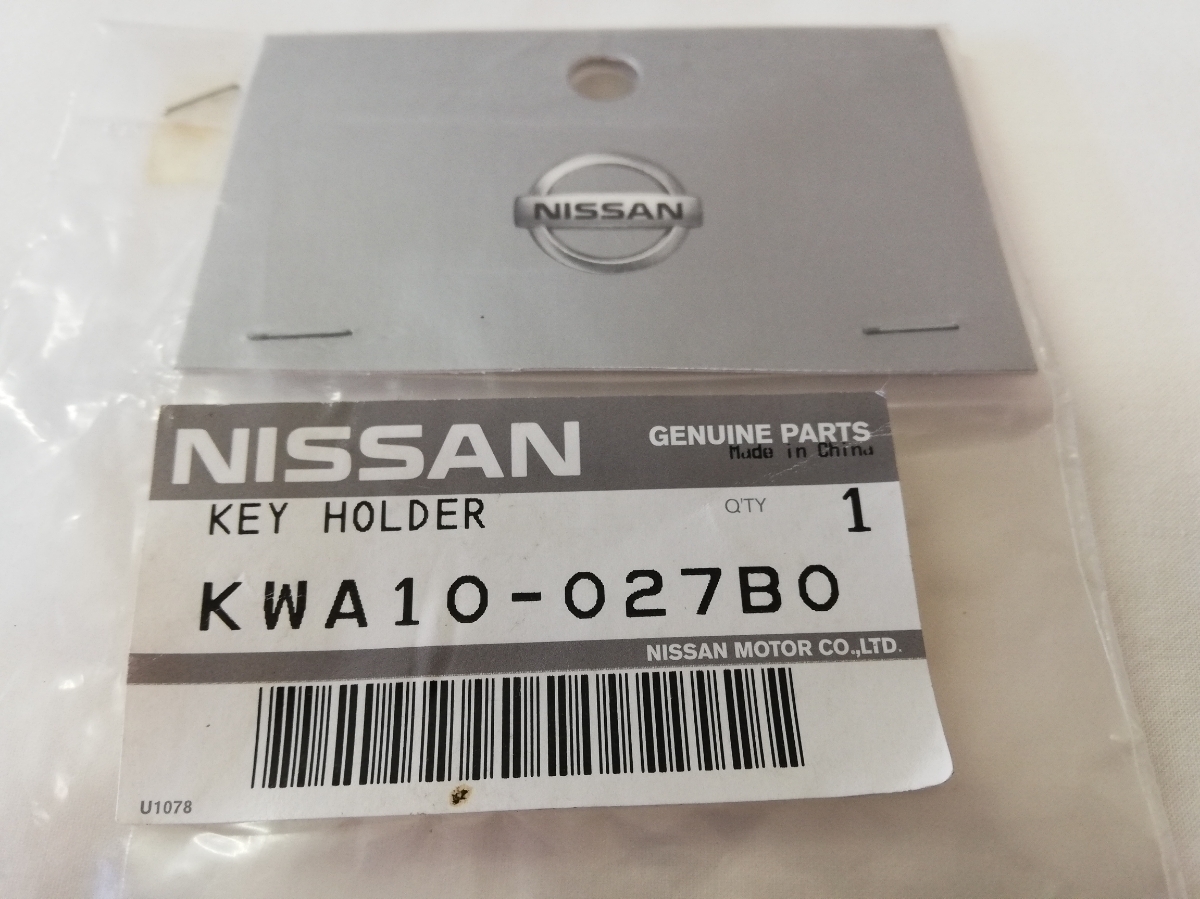 NISSAN
NISSAN GENUINE PARTS
Made in China
KEY HOLDER Q'TY 1
KWA10-027B0
NISSAN MOTOR CO.,LTD.
U1078